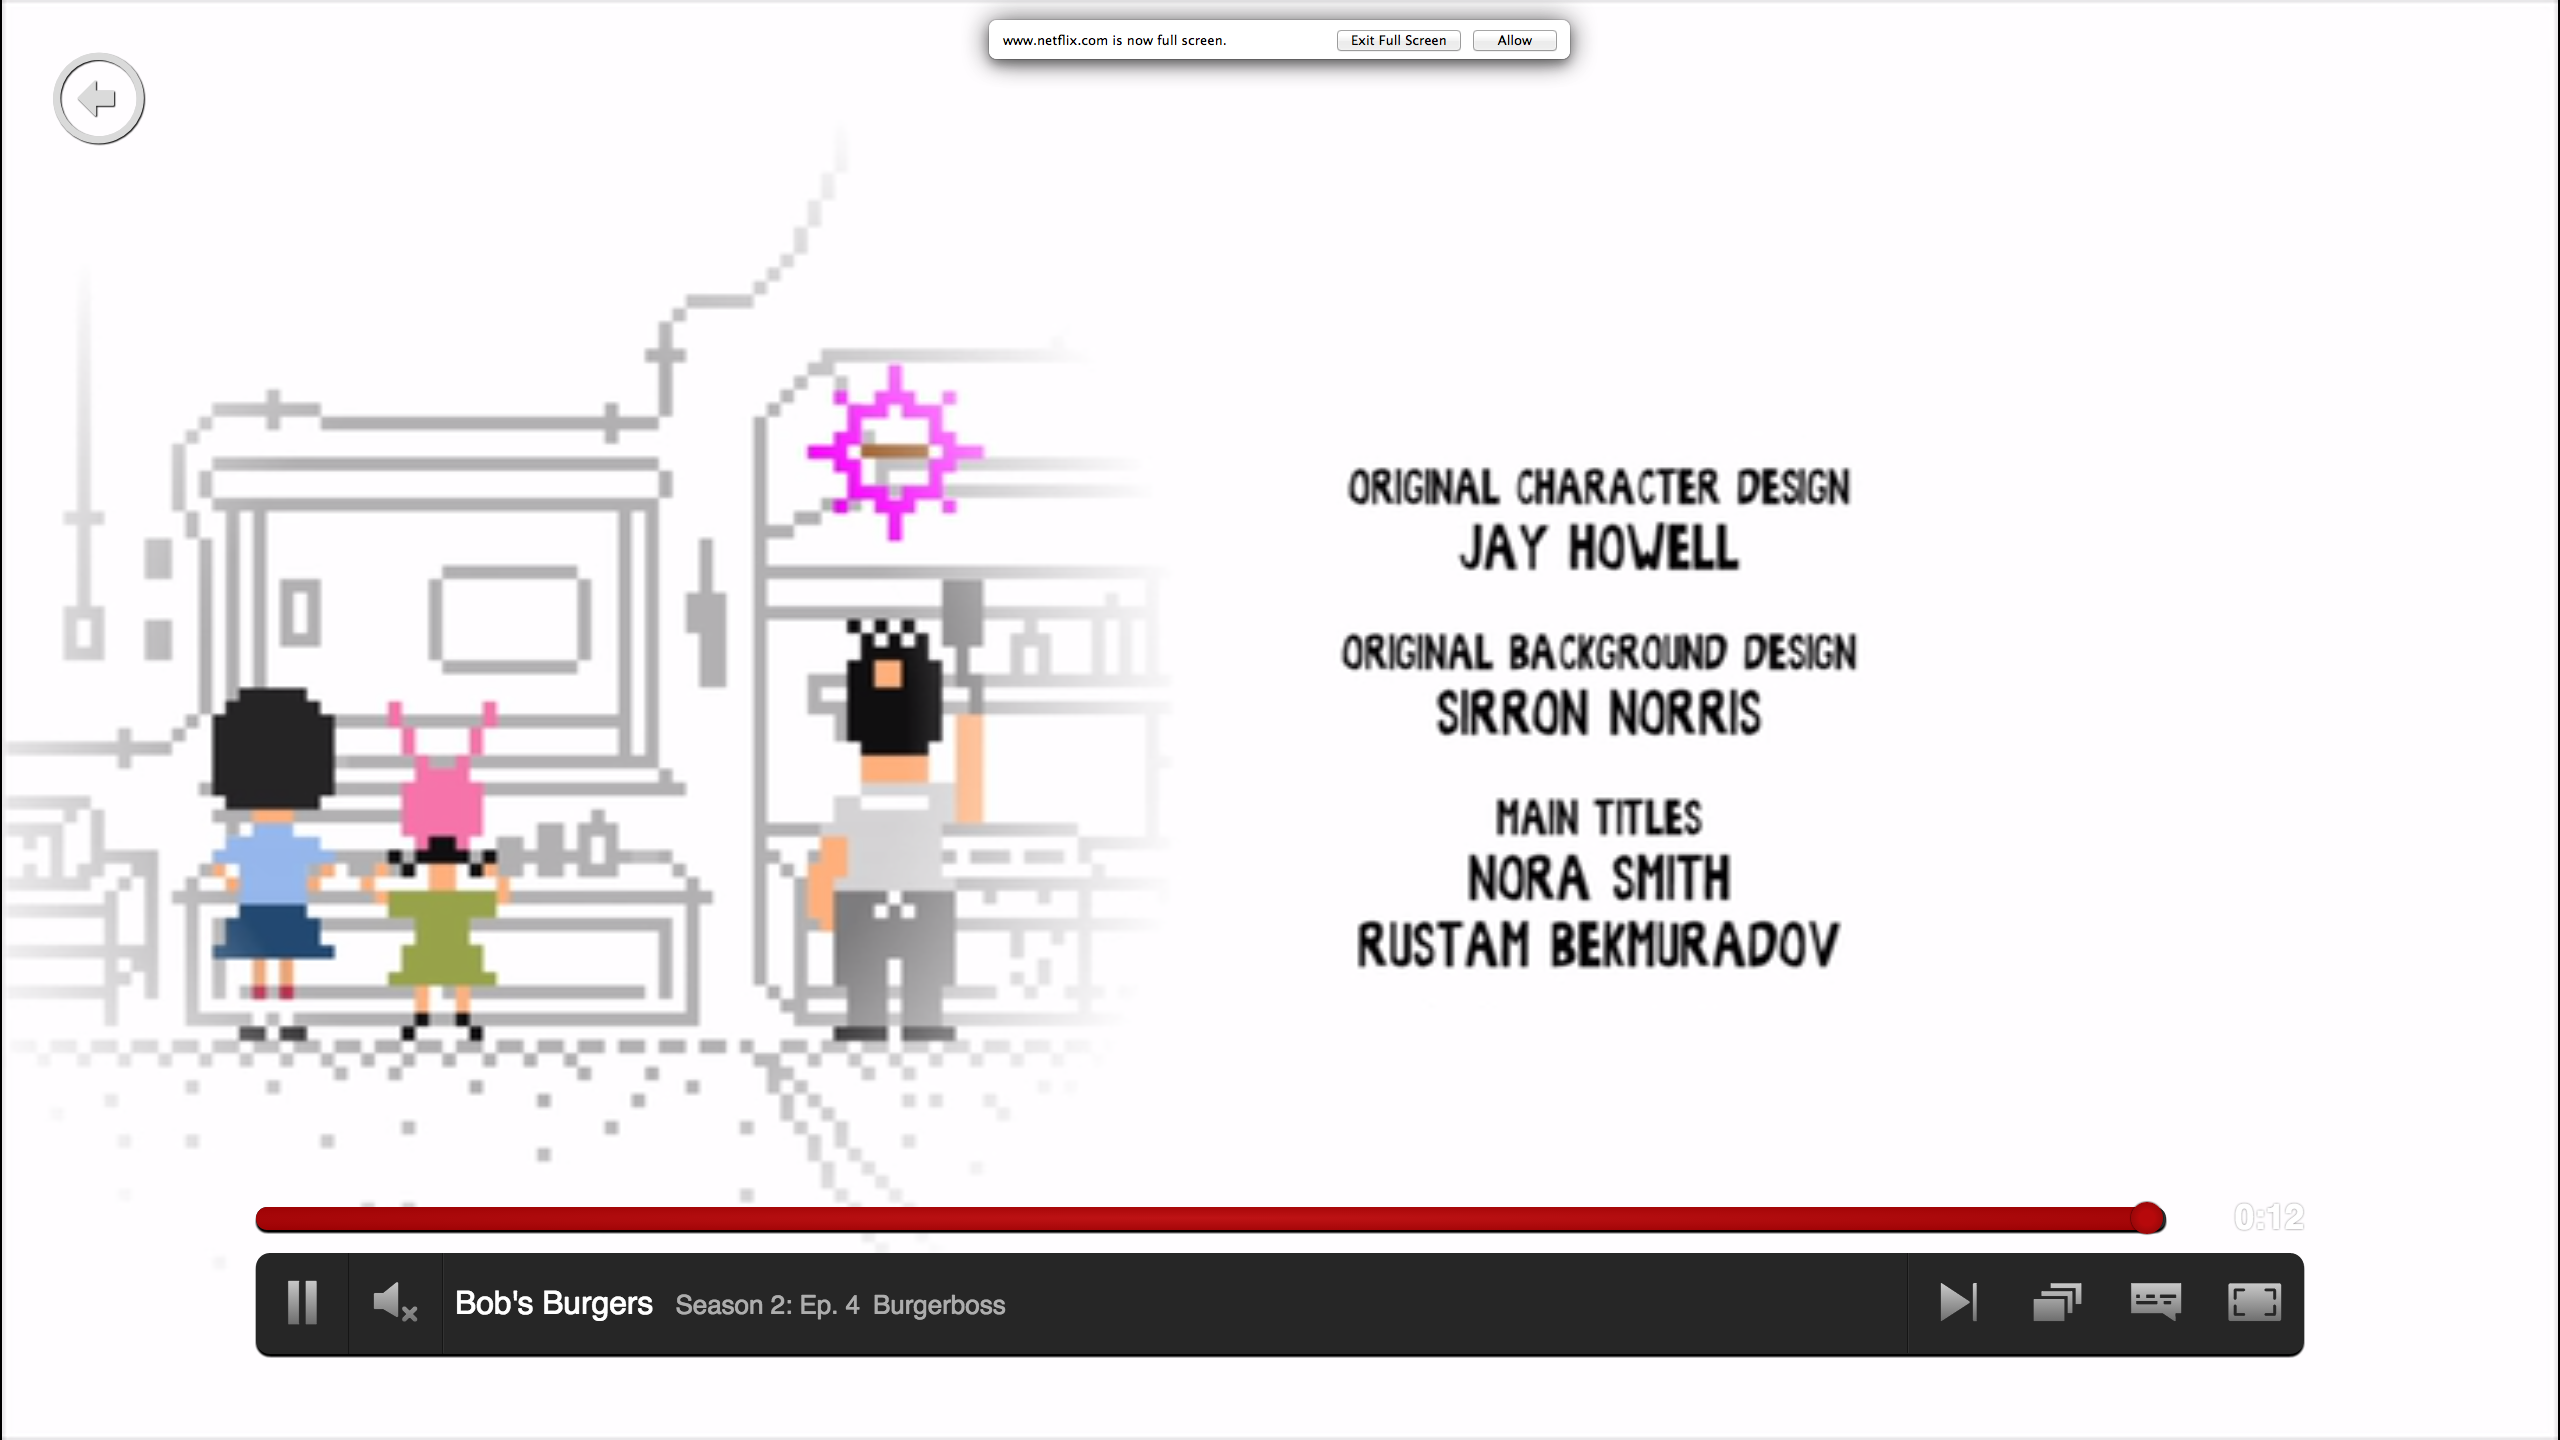 www.netflix.com is now full screen. Exit Full Screen Allow
ORIGINAL CHARACTER DESIGN
JAY HOWELL
ORIGINAL BACKGROUND DESIGN
SIRRON NORRIS
MAIN TITLES
NORA SMITH
RUSTAM BEKMURADOV
0:12
Bob's Burgers Season 2: Ep. 4 Burgerboss